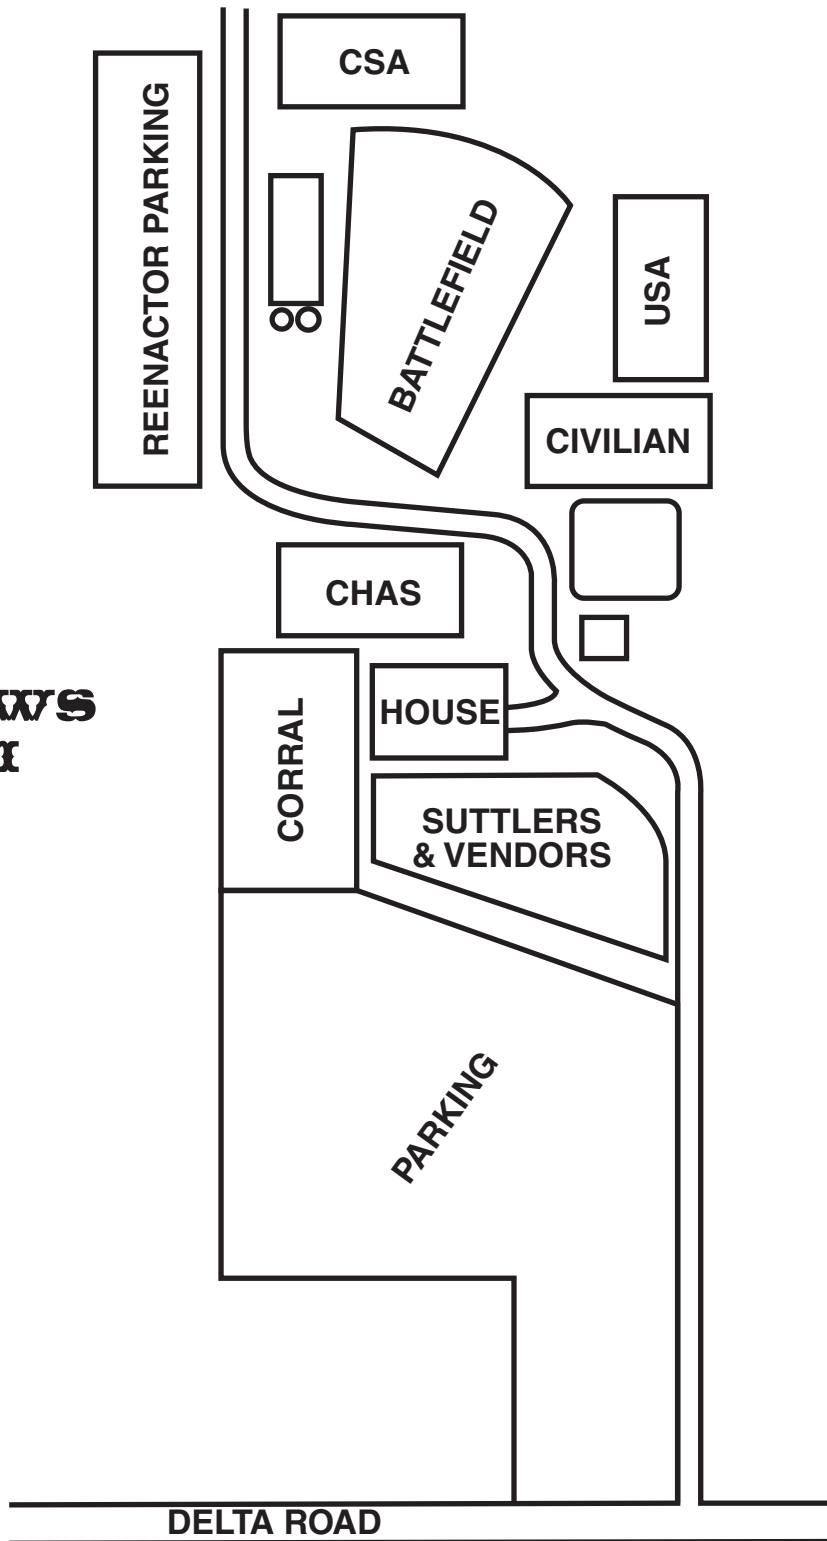 CSA
REENACTOR PARKING
BATTLEFIELD
USA
CIVILIAN
CHAS
HOUSE
CORRAL
SUTTLERS
& VENDORS
PARKING
DELTA ROAD